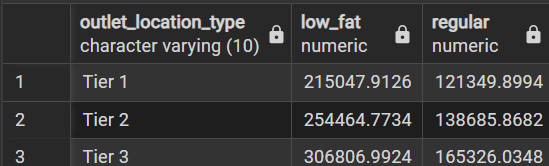 outlet_location_type low_fat regular
character varying (10) numeric numeric
1 Tier 1 215047.9126 121349.8994
2 Tier 2 254464.7734 138685.8682
3 Tier 3 306806.9924 165326.0348